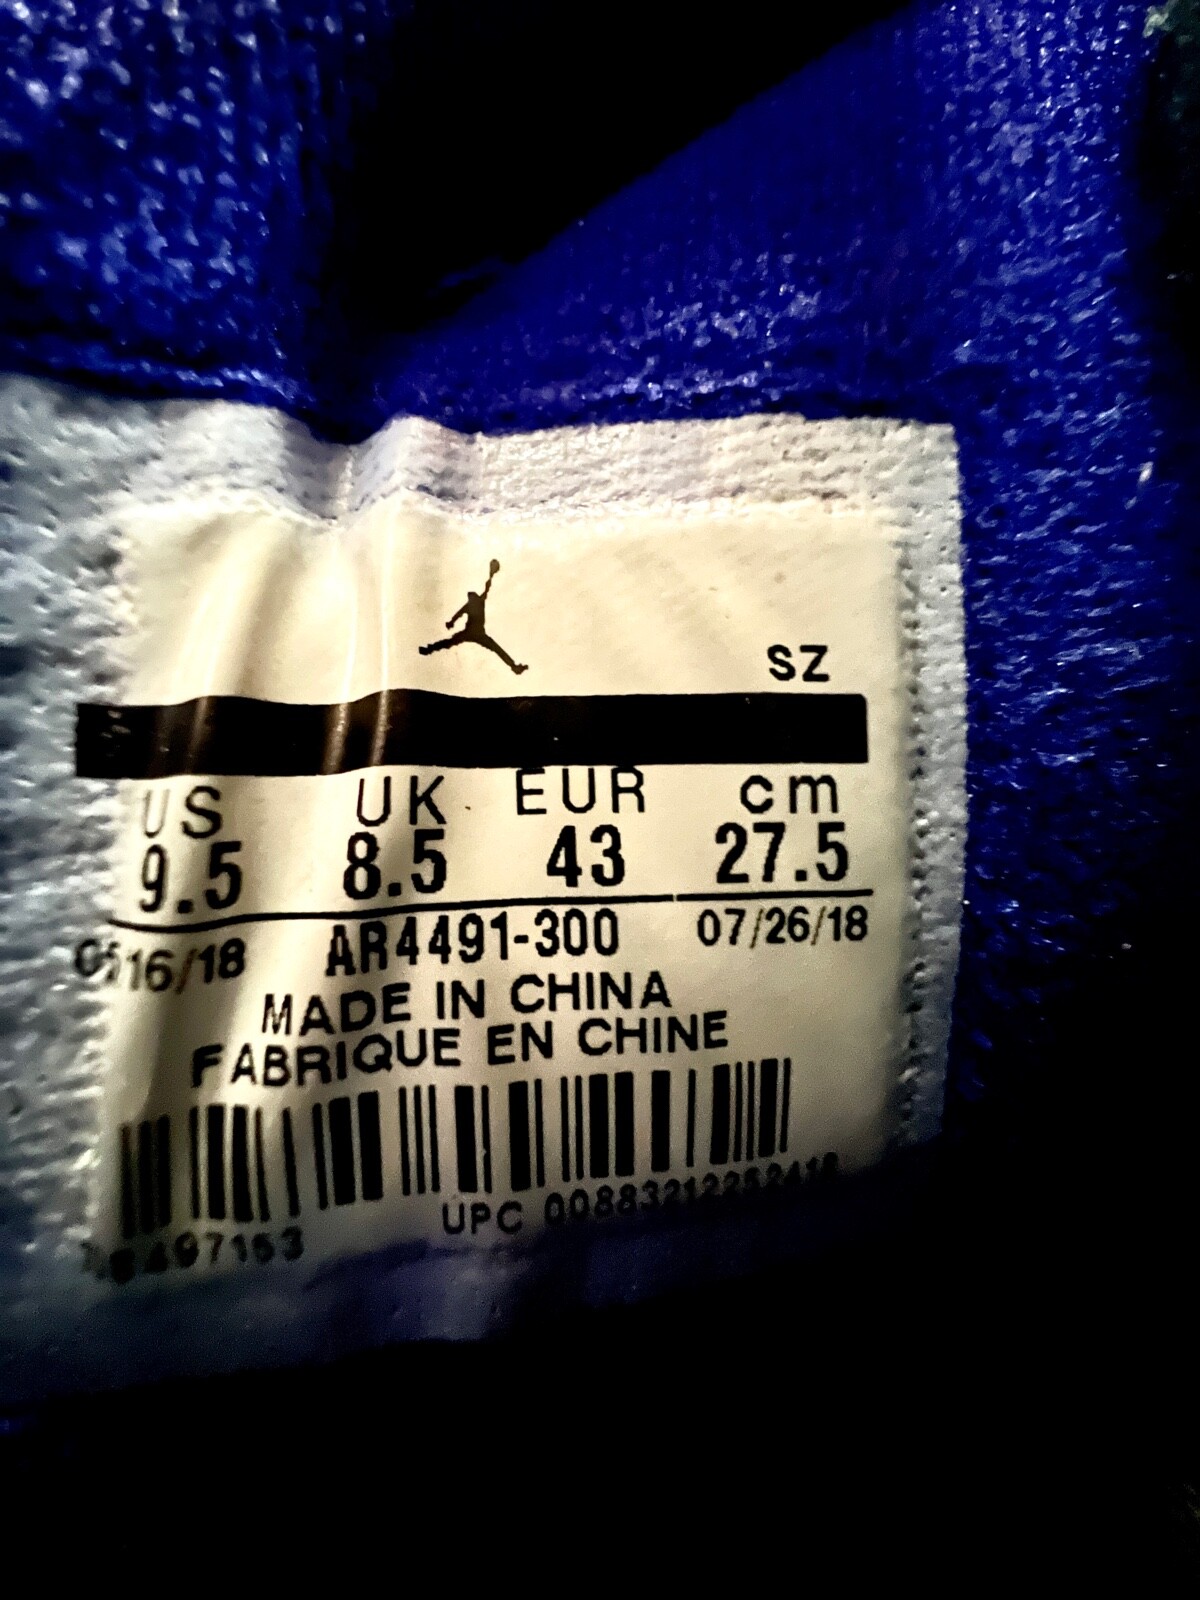 SZ
US UK EUR cm
9.5 8.5 43 27.5
AR4491-300 07/26/18
MADE IN CHINA
FABRIQUE EN CHINE
UPC